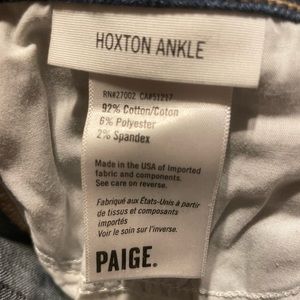 HOXTON ANKLE
RN#27002 CA#51217
92% Cotton/Coton
6% Polyester
2% Spandex
Made in the USA of Imported
fabric and components.
See care on reverse.
Fabriqué aux États-Unis à partir
de tissus et composants
importés
Voir le soin sur l'inverse.
PAIGE.